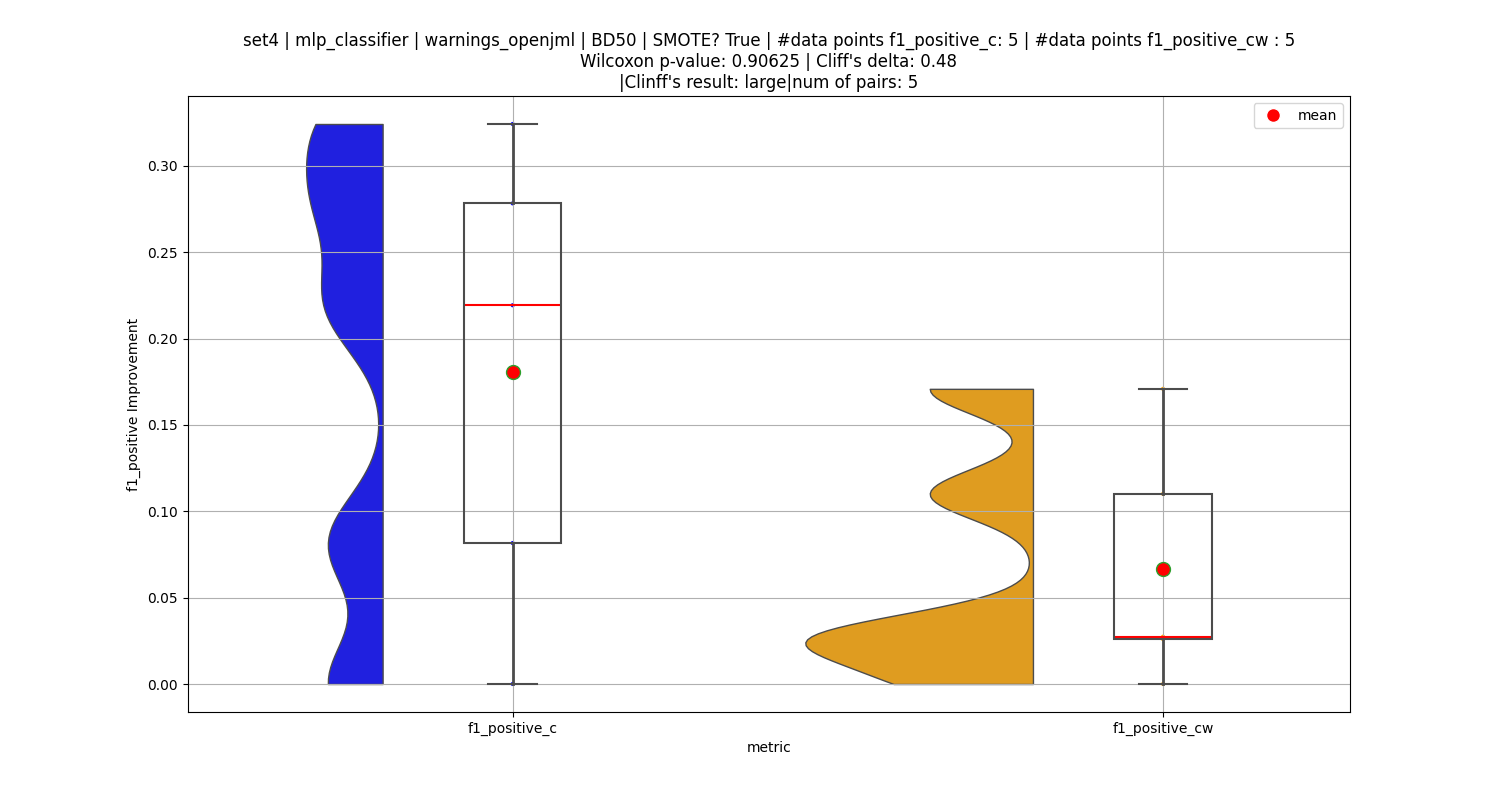 set4 | mlp_classifier | warnings_openjml | BD50 | SMOTE? True | #data points f1_positive_c: 5 | #data points f1_positive_cw : 5
Wilcoxon p-value: 0.90625 | Cliff's delta: 0.48
|Clinff's result: large|num of pairs: 5
mean
0.30
0.25
0.20
0.15
0.10
0.05
0.00
f1_positive Improvement
f1_positive_c
f1_positive_cw
metric